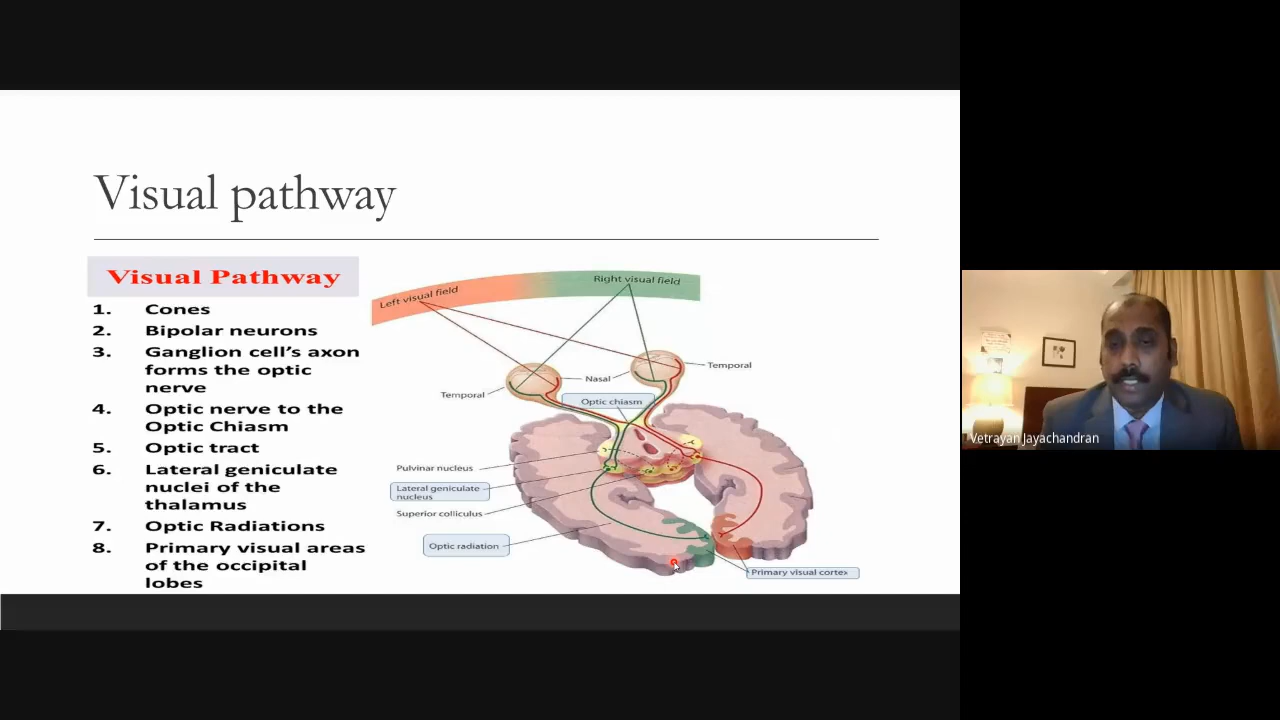 Visual pathway
Visual Pathway
1. Cones
2. Bipolar neurons
3. Ganglion cell's axon
forms the optic
nerve
4. Optic nerve to the
Optic Chiasm
5. Optic tract
6. Lateral geniculate
nuclei of the
thalamus
7. Optic Radiations
8. Primary visual areas
of the occipital
lobes
Left visual field
Right visual field
Temporal
Nasal
Temporal
Optic chiasm
Pulvinar nucleus
Lateral geniculate
nucleus
Superior colliculus
Optic radiation
Primary visual cortex
Vetrayan Jayachandran